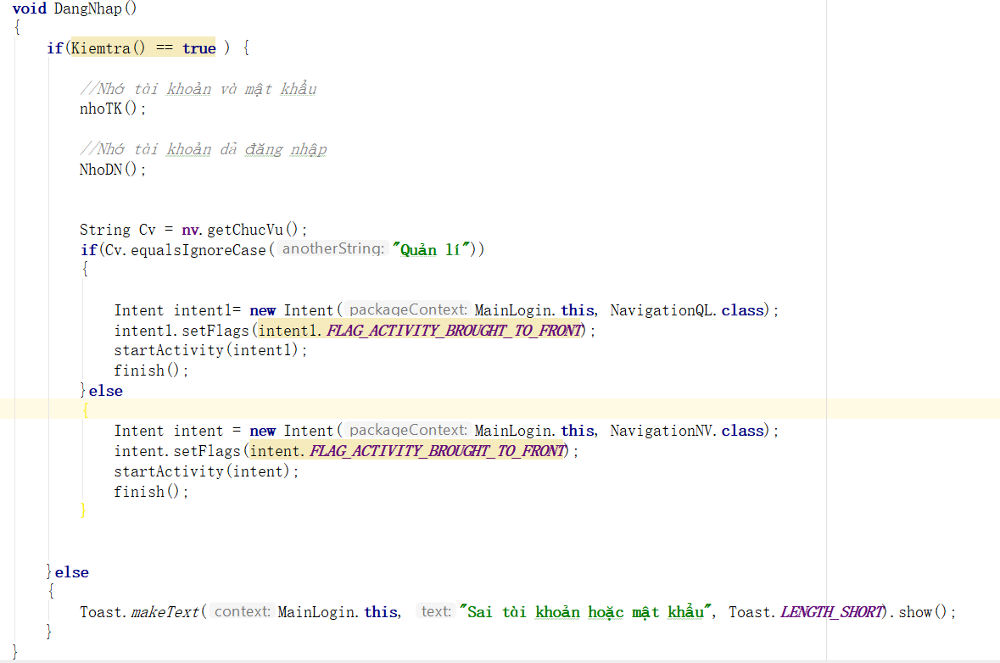 void DangNhap()
{
if(Kiemtra() == true ) {
//Nhớ tài khoản và mật khẩu
nhoTK();
//Nhớ tài khoản dã đăng nhập
NhoDN();
String Cv = nv.getChucVu();
if(Cv.equalsIgnoreCase( anotherString: "Quản lí"))
{
Intent intent1= new Intent( packageContext: MainLogin.this, NavigationQL.class);
intent1.setFlags(intent1.FLAG_ACTIVITY_BROUGHT_TO_FRONT);
startActivity(intent1);
finish();
}else
{
Intent intent = new Intent( packageContext: MainLogin.this, NavigationNV.class);
intent.setFlags(intent.FLAG_ACTIVITY_BROUGHT_TO_FRONT);
startActivity(intent);
finish();
}
}else
{
Toast.makeText( context: MainLogin.this, text: "Sai tài khoản hoặc mật khẩu", Toast.LENGTH_SHORT).show();
}
}